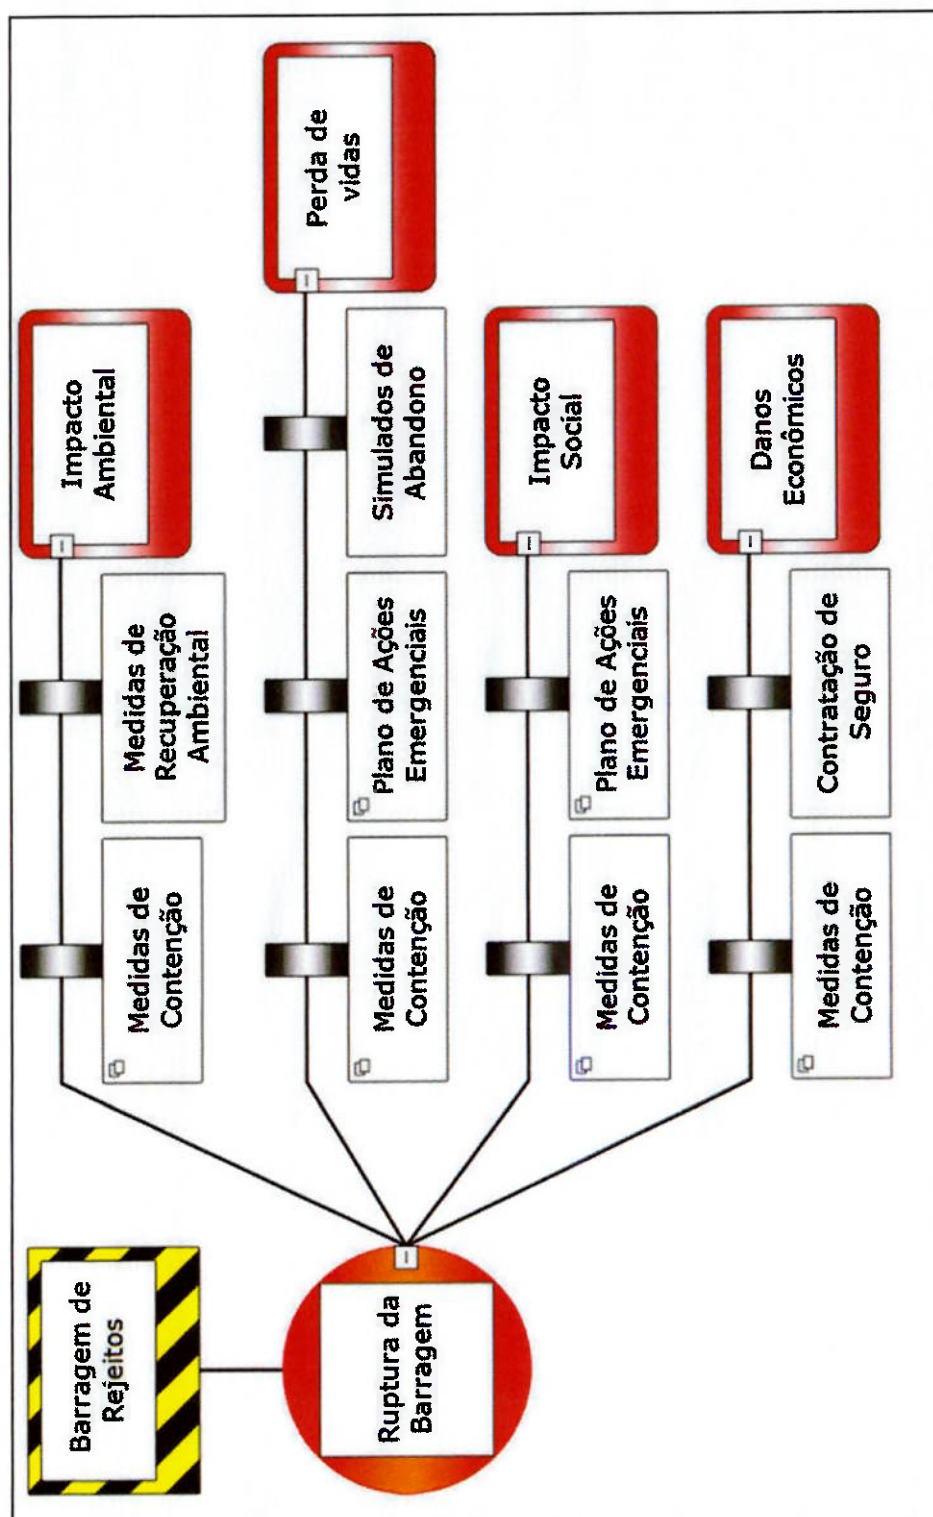 Barragem de
Rejeitos
Ruptura da
Barragem
Medidas de
Contenção
Medidas de
Recuperação
Ambiental
Impacto
Ambiental
Medidas de
Contenção
Plano de Ações
Emergenciais
Simulados de
Abandono
Perda de
vidas
Medidas de
Contenção
Plano de Ações
Emergenciais
Impacto
Social
Medidas de
Contenção
Contratação de
Seguro
Danos
Econômicos